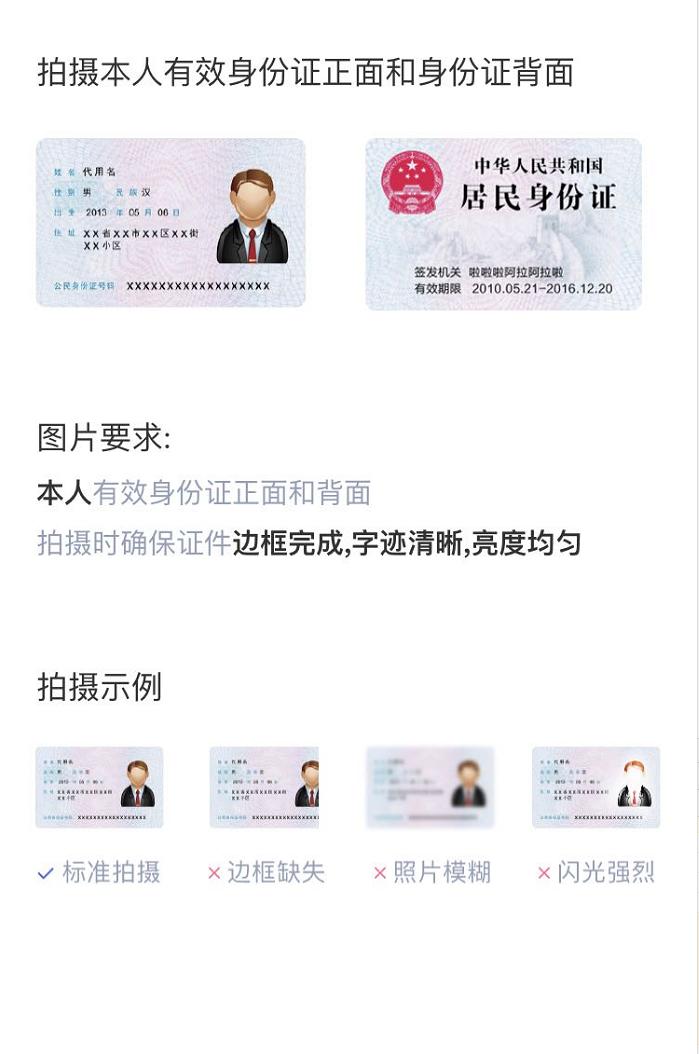 拍摄本人有效身份证正面和身份证背面
姓名 代用名
性别 男 民族 汉
出生 2013 年 05 月 06 日
住址 XX省XX市XX区XX街
XX小区
公民身份证号码 XXXXXXXXXXXXXXXXXX
中华人民共和国
居民身份证
签发机关 啦啦啦阿拉阿拉啦
有效期限 2010.05.21-2016.12.20
图片要求:
本人有效身份证正面和背面
拍摄时确保证件边框完成,字迹清晰,亮度均匀
拍摄示例
标准拍摄
边框缺失
照片模糊
闪光强烈